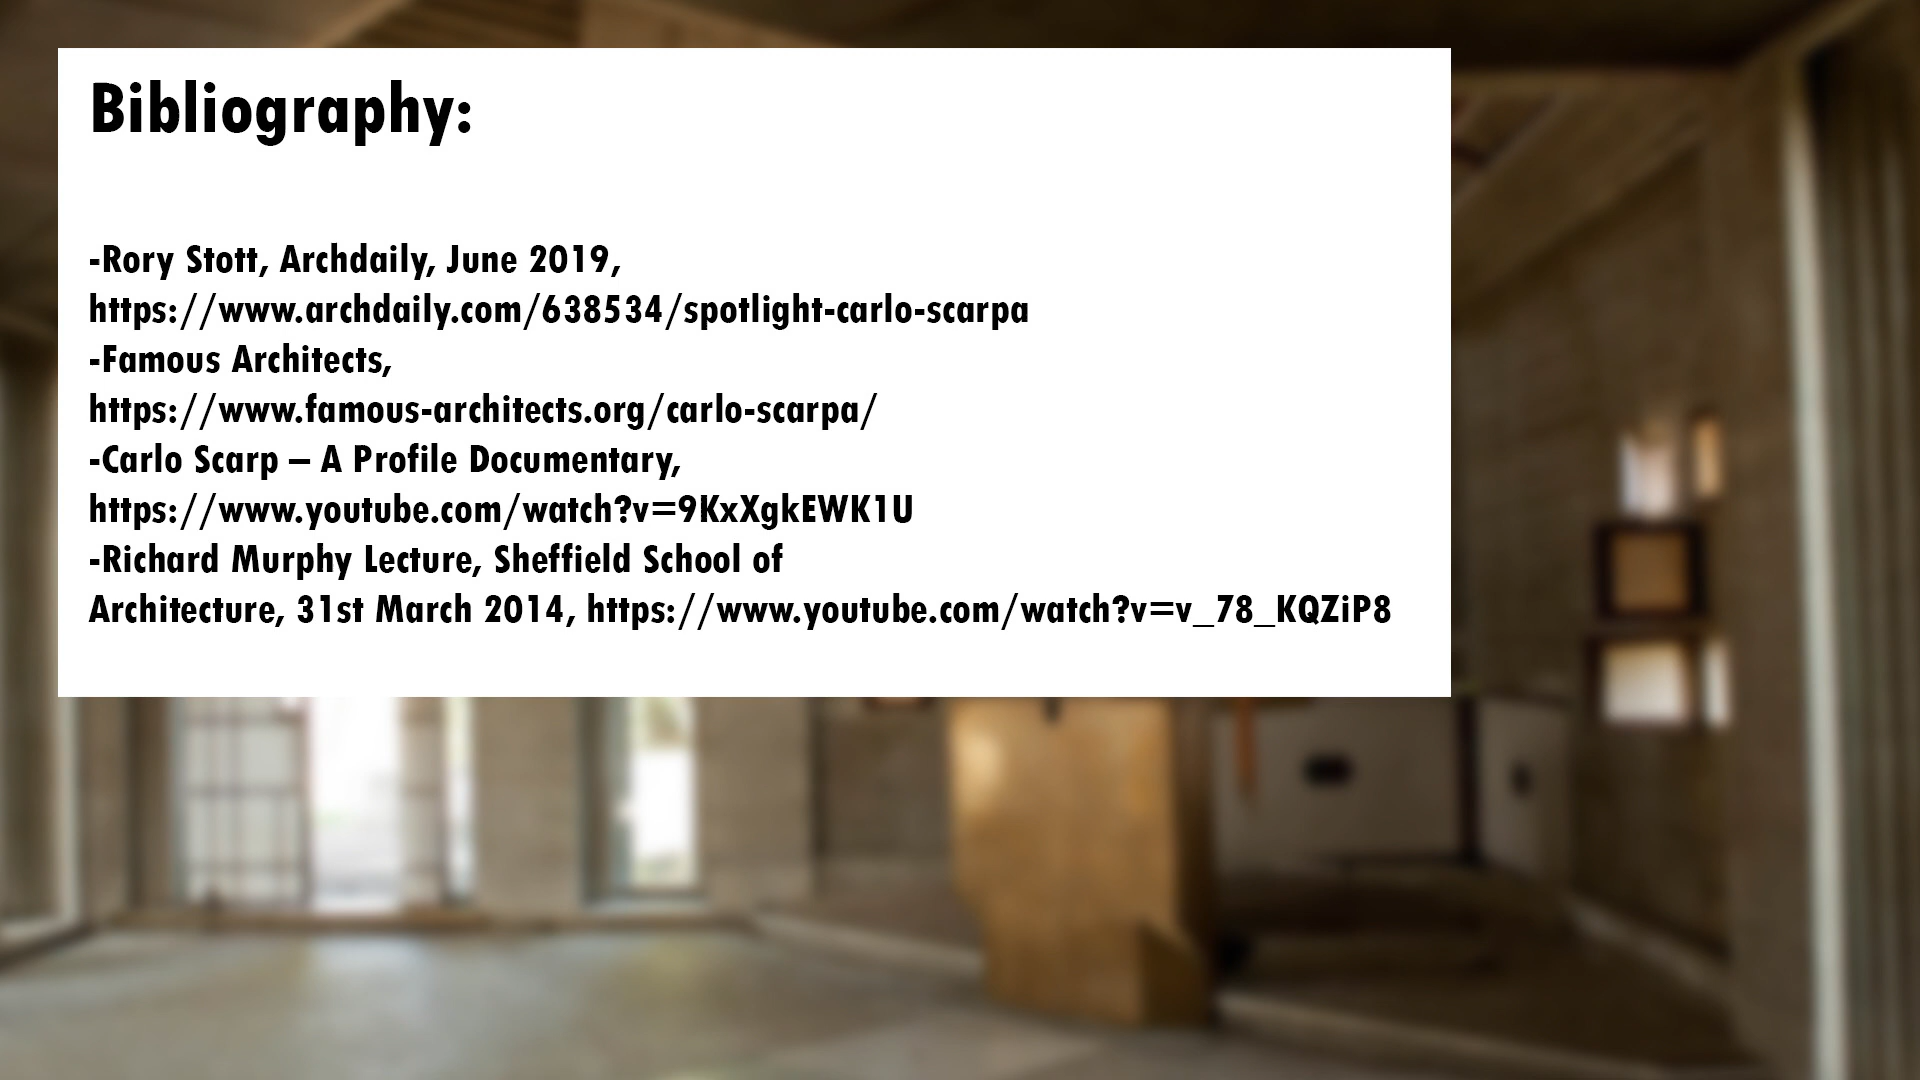 Bibliography:
-Rory Stott, Archdaily, June 2019,
https://www.archdaily.com/638534/spotlight-carlo-scarpa
-Famous Architects,
https://www.famous-architects.org/carlo-scarpa/
-Carlo Scarp – A Profile Documentary,
https://www.youtube.com/watch?v=9KxXgkEWK1U
-Richard Murphy Lecture, Sheffield School of
Architecture, 31st March 2014, https://www.youtube.com/watch?v=v_78_KQZiP8